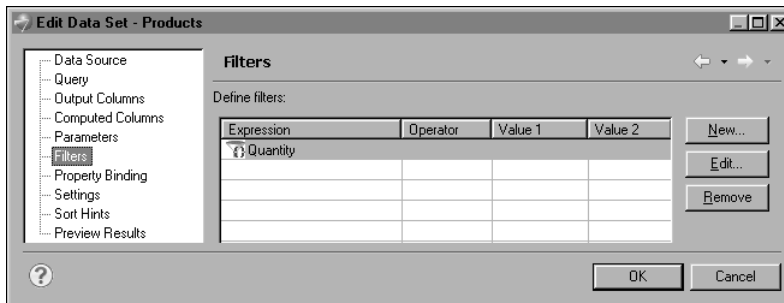 Edit Data Set - Products
Data Source
Query
Output Columns
Computed Columns
Parameters
Filters
Property Binding
Settings
Sort Hints
Preview Results
Filters
Define filters:
Expression Operator Value 1 Value 2
Quantity
New...
Edit...
Remove
OK Cancel